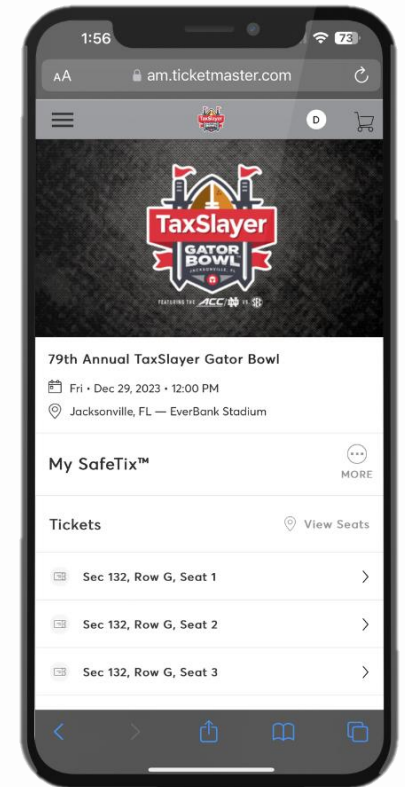 1:56
73
AA am.ticketmaster.com
TaxSlayer
D
TaxSlayer
GATOR
BOWL
JACKSONVILLE, FL
FEATURING THE ACC/ND VS. SEC
79th Annual TaxSlayer Gator Bowl
Fri • Dec 29, 2023 • 12:00 PM
Jacksonville, FL — EverBank Stadium
My SafeTix™
MORE
Tickets
View Seats
Sec 132, Row G, Seat 1
Sec 132, Row G, Seat 2
Sec 132, Row G, Seat 3